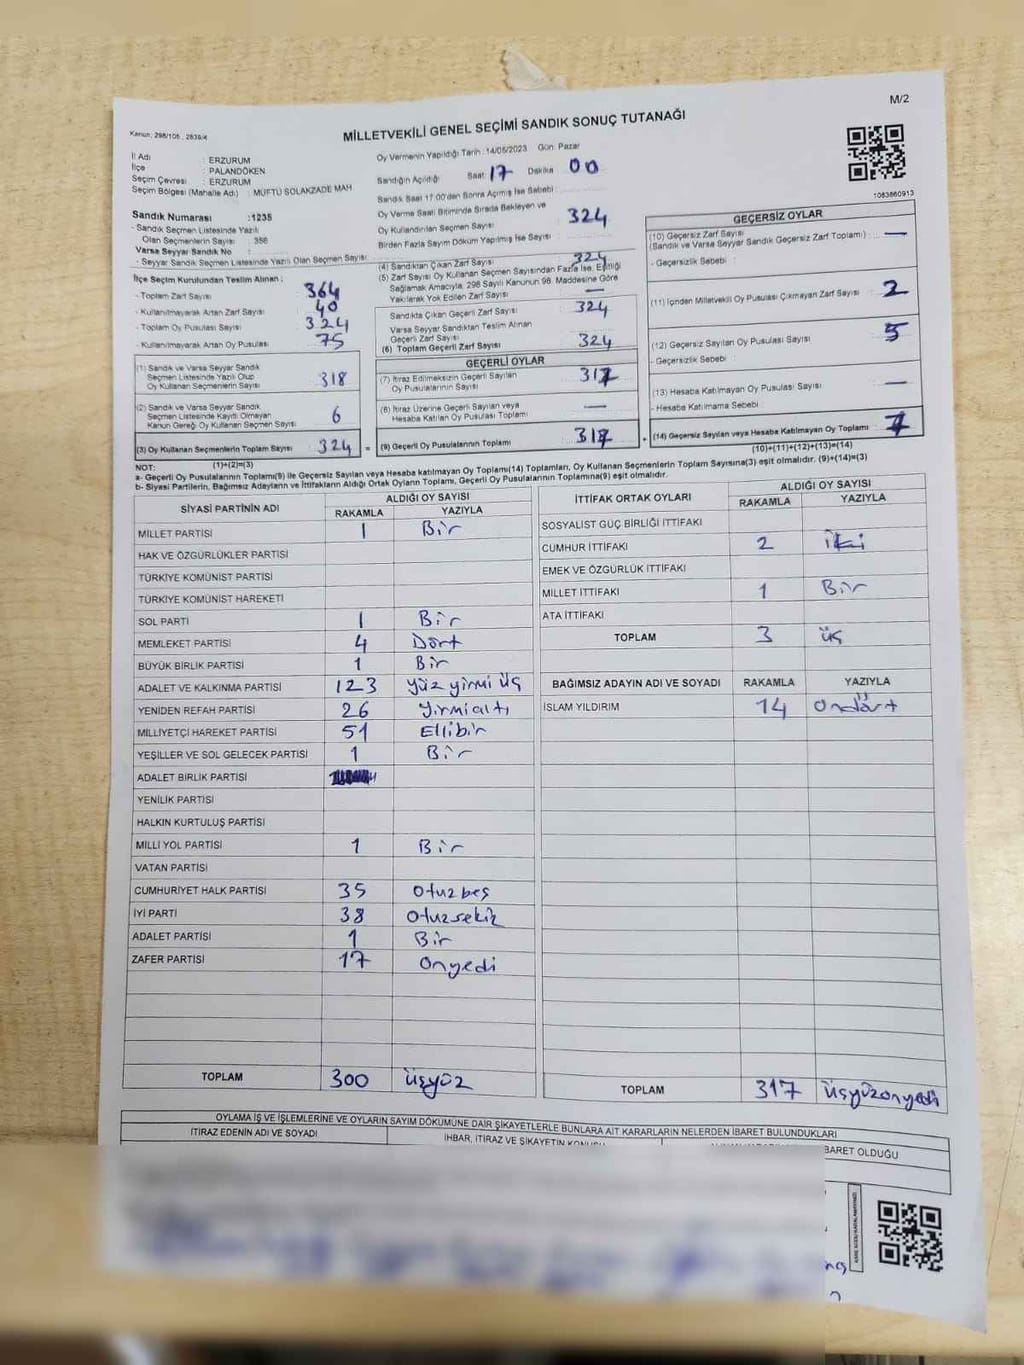 M/2
Kanun: 298/105, 2839/4
MİLLETVEKİLİ GENEL SEÇİMİ SANDIK SONUÇ TUTANAĞI
1083860913
İl Adı : ERZURUM
İlçe : PALANDÖKEN
Seçim Çevresi : ERZURUM
Seçim Bölgesi (Mahalle Adı) : MÜFTÜ SOLAKZADE MAH
Sandık Numarası :1235
- Sandık Seçmen Listesinde Yazılı
Olan Seçmenlerin Sayısı : 356
Varsa Seyyar Sandık No :
- Seyyar Sandık Seçmen Listesinde Yazılı Olan Seçmen Sayısı
İlçe Seçim Kurulundan Teslim Alınan :
- Toplam Zarf Sayısı 364
- Kullanılmayarak Artan Zarf Sayısı 40
- Toplam Oy Pusulası Sayısı 324
- Kullanılmayarak Artan Oy Pusulası 75
(1) Sandık ve Varsa Seyyar Sandık
Seçmen Listesinde Yazılı Olup
Oy Kullanan Seçmenlerin Sayısı 318
(2) Sandık ve Varsa Seyyar Sandık
Seçmen Listesinde Kayıtlı Olmayan
Kanun Gereği Oy Kullanan Seçmen Sayısı 6
(3) Oy Kullanan Seçmenlerin Toplam Sayısı 324 =
(1)+(2)=(3)
Oy Vermenin Yapıldığı Tarih :14/05/2023 Gün: Pazar
Sandığın Açıldığı : Saat 17 Dakika 00
Sandık Saat 17:00'den Sonra Açılmış İse Sebebi :
Oy Verme Saati Bitiminde Sırada Bekleyen ve
Oy Kullandırılan Seçmen Sayısı : 324
Birden Fazla Sayım Döküm Yapılmış İse Sayısı
(4) Sandıktan Çıkan Zarf Sayısı 324
(5) Zarf Sayısı Oy Kullanan Seçmen Sayısından Fazla İse, Eşitliği
Sağlamak Amacıyla, 298 Sayılı Kanunun 98. Maddesine Göre
Yakılarak Yok Edilen Zarf Sayısı —
Sandıkta Çıkan Geçerli Zarf Sayısı 324
Varsa Seyyar Sandıktan Teslim Alınan
Geçerli Zarf Sayısı
(6) Toplam Geçerli Zarf Sayısı 324
GEÇERLİ OYLAR
(7) İtiraz Edilmeksizin Geçerli Sayılan
Oy Pusulalarının Sayısı 317
(8) İtiraz Üzerine Geçerli Sayılan veya
Hesaba Katılan Oy Pusulası Toplamı —
(9) Geçerli Oy Pusulalarının Toplamı 317 +
GEÇERSİZ OYLAR
(10) Geçersiz Zarf Sayısı
(Sandık ve Varsa Seyyar Sandık Geçersiz Zarf Toplamı) : —
- Geçersizlik Sebebi :
(11) İçinden Milletvekili Oy Pusulası Çıkmayan Zarf Sayısı 2
(12) Geçersiz Sayılan Oy Pusulası Sayısı 5
- Geçersizlik Sebebi :
(13) Hesaba Katılmayan Oy Pusulası Sayısı —
- Hesaba Katılmama Sebebi :
(14) Geçersiz Sayılan veya Hesaba Katılmayan Oy Toplamı 7
(10)+(11)+(12)+(13)=(14)
NOT:
a- Geçerli Oy Pusulalarının Toplamı(9) ile Geçersiz Sayılan veya Hesaba katılmayan Oy Toplamı(14) Toplamları, Oy Kullanan Seçmenlerin Toplam Sayısına(3) eşit olmalıdır. (9)+(14)=(3)
b- Siyasi Partilerin, Bağımsız Adayların ve İttifakların Aldığı Ortak Oyların Toplamı, Geçerli Oy Pusulalarının Toplamına(9) eşit olmalıdır.
SİYASİ PARTİNİN ADI ALDIĞI OY SAYISI
RAKAMLA YAZIYLA
MİLLET PARTİSİ 1 Bir
HAK VE ÖZGÜRLÜKLER PARTİSİ
TÜRKİYE KOMÜNİST PARTİSİ
TÜRKİYE KOMÜNİST HAREKETİ
SOL PARTİ 1 Bir
MEMLEKET PARTİSİ 4 Dört
BÜYÜK BİRLİK PARTİSİ 1 Bir
ADALET VE KALKINMA PARTİSİ 123 yüz yirmi üç
YENİDEN REFAH PARTİSİ 26 yirmialtı
MİLLİYETÇİ HAREKET PARTİSİ 51 Ellibir
YEŞİLLER VE SOL GELECEK PARTİSİ 1 Bir
ADALET BİRLİK PARTİSİ
YENİLİK PARTİSİ
HALKIN KURTULUŞ PARTİSİ
MİLLİ YOL PARTİSİ 1 Bir
VATAN PARTİSİ
CUMHURİYET HALK PARTİSİ 35 otuzbeş
İYİ PARTİ 38 otuzsekiz
ADALET PARTİSİ 1 Bir
ZAFER PARTİSİ 17 onyedi
TOPLAM 300 üçyüz
İTTİFAK ORTAK OYLARI ALDIĞI OY SAYISI
RAKAMLA YAZIYLA
SOSYALİST GÜÇ BİRLİĞİ İTTİFAKI
CUMHUR İTTİFAKI 2 iki
EMEK VE ÖZGÜRLÜK İTTİFAKI
MİLLET İTTİFAKI 1 Bir
ATA İTTİFAKI
TOPLAM 3 üç
BAĞIMSIZ ADAYIN ADI VE SOYADI RAKAMLA YAZIYLA
İSLAM YILDIRIM 14 ondört
TOPLAM 317 üçyüzonyedi
OYLAMA İŞ VE İŞLEMLERİNE VE OYLARIN SAYIM DÖKÜMÜNE DAİR ŞİKAYETLERLE BUNLARA AİT KARARLARIN NELERDEN İBARET BULUNDUKLARI
İTİRAZ EDENİN ADI VE SOYADI İHBAR, İTİRAZ VE ŞİKAYETİN KONUSU BARET OLDUĞU